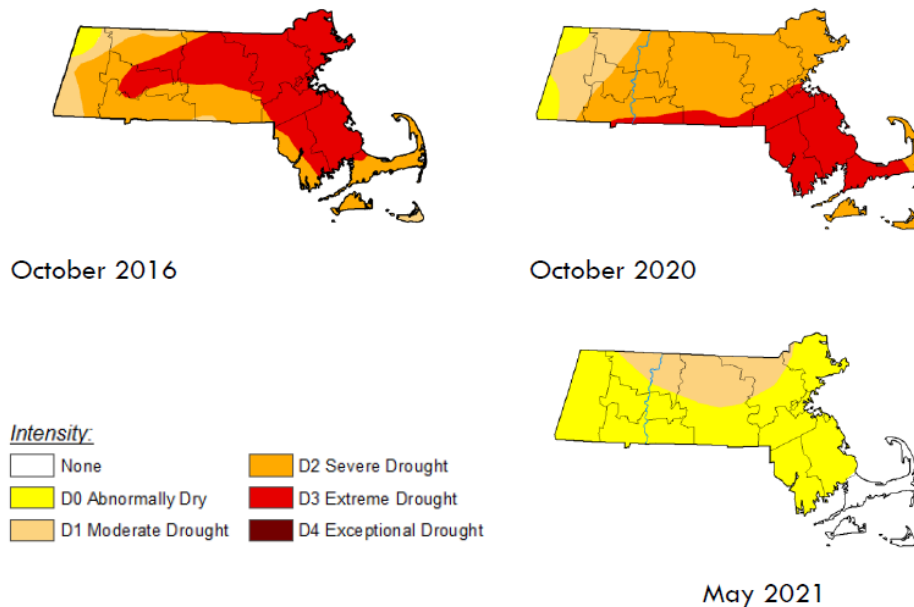 October 2016
October 2020
Intensity:
None
D0 Abnormally Dry
D1 Moderate Drought
D2 Severe Drought
D3 Extreme Drought
D4 Exceptional Drought
May 2021